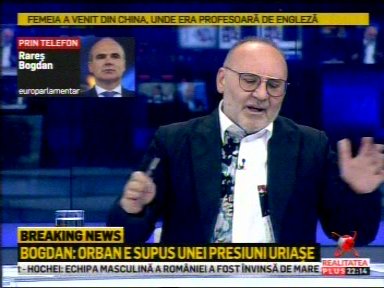 FEMEIA A VENIT DIN CHINA, UNDE ERA PROFESOARĂ DE ENGLEZĂ
PRIN TELEFON
Rareș
Bogdan
europarlamentar
BREAKING NEWS
BOGDAN: ORBAN E SUPUS UNEI PRESIUNI URIAȘE
- HOCHEI: ECHIPA MASCULINĂ A ROMÂNIEI A FOST ÎNVINSĂ DE MARE
REALITATEA
PLUS 22:14